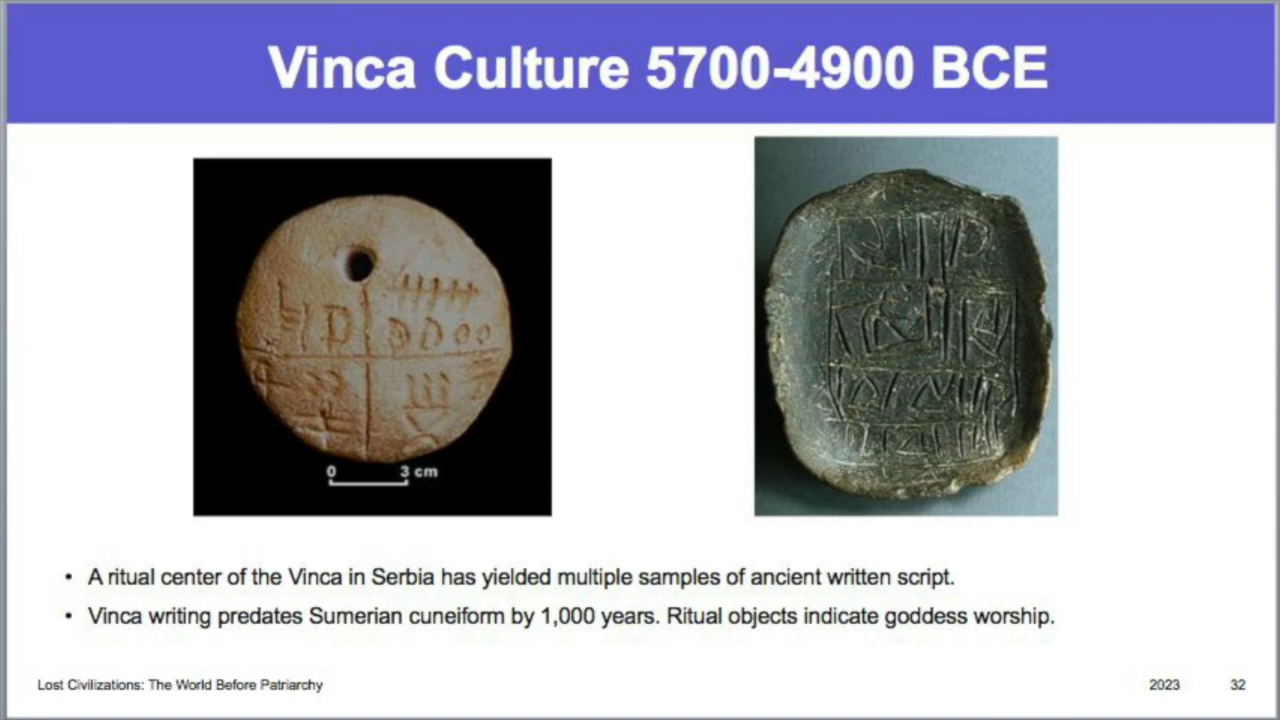 Vinca Culture 5700-4900 BCE
0 3 cm
• A ritual center of the Vinca in Serbia has yielded multiple samples of ancient written script.
• Vinca writing predates Sumerian cuneiform by 1,000 years. Ritual objects indicate goddess worship.
Lost Civilizations: The World Before Patriarchy 2023 32